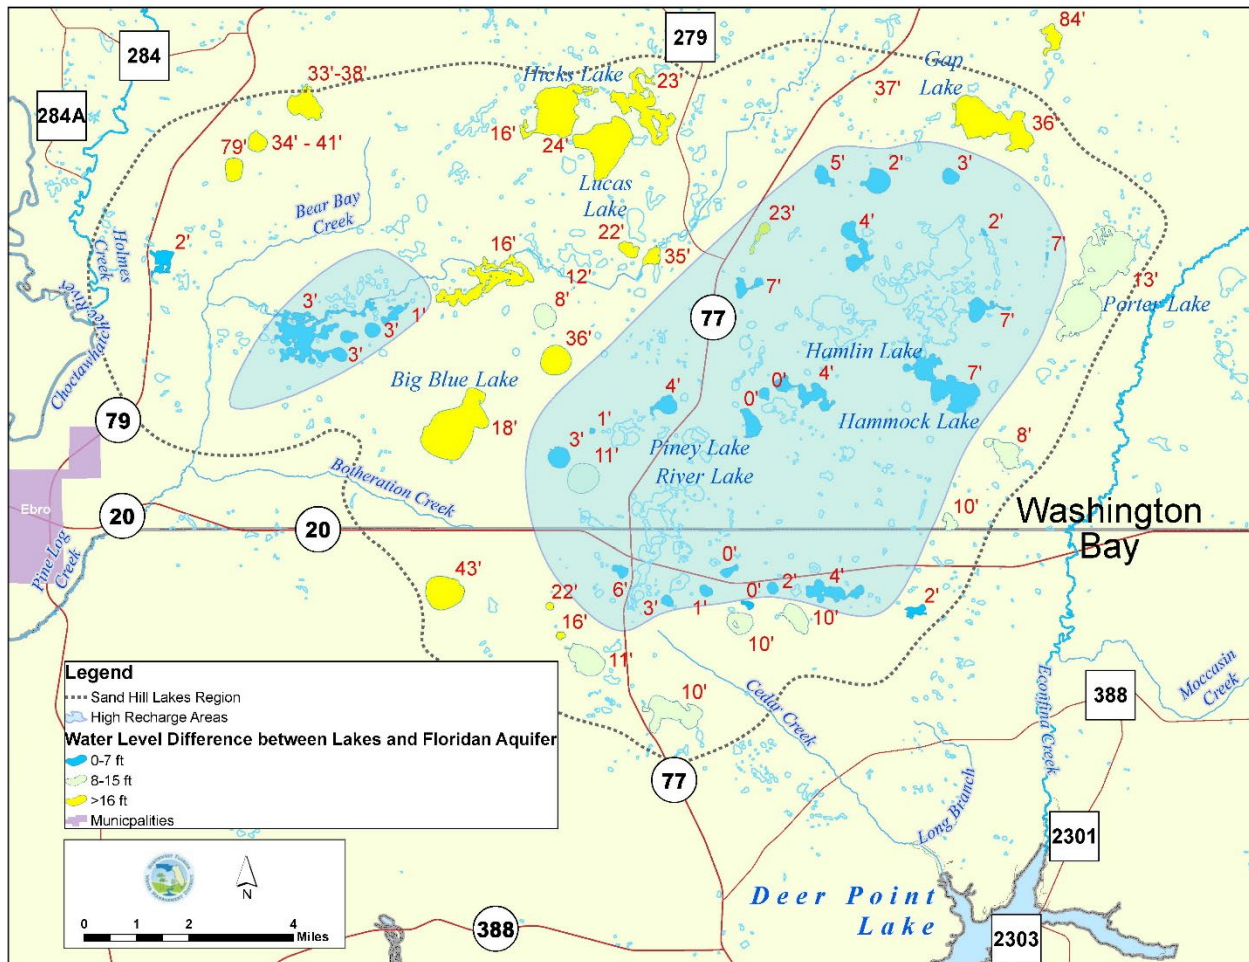 84'
284
279
Gap
Lake
33'-38'
Hicks Lake
23'
37'
284A
16'
24'
36'
79'
34' - 41'
5'
2'
3'
Lucas
Lake
Bear Bay
Creek
23'
4'
2'
7'
2'
Holmes
Creek
22'
35'
16'
12'
13'
Porter Lake
Choctawhatchee River
3'
1'
3'
3'
8'
7'
77
7'
36'
Hamlin Lake
Big Blue Lake
4'
0'
0'
4'
7'
79
18'
1'
Hammock Lake
3'
11'
Piney Lake
River Lake
8'
Botheration Creek
Ebro
20
20
10'
Washington
Bay
Pine Log
Creek
43'
0'
22'
6'
3'
1'
0'
2'
4'
2'
16'
10'
10'
11'
10'
Cedar Creek
Econfina Creek
388
Moccasin
Creek
Legend
Sand Hill Lakes Region
High Recharge Areas
Water Level Difference between Lakes and Floridan Aquifer
0-7 ft
8-15 ft
>16 ft
Municpalities
77
Long Branch
2301
N
0 1 2 4
Miles
388
Deer Point
Lake
2303